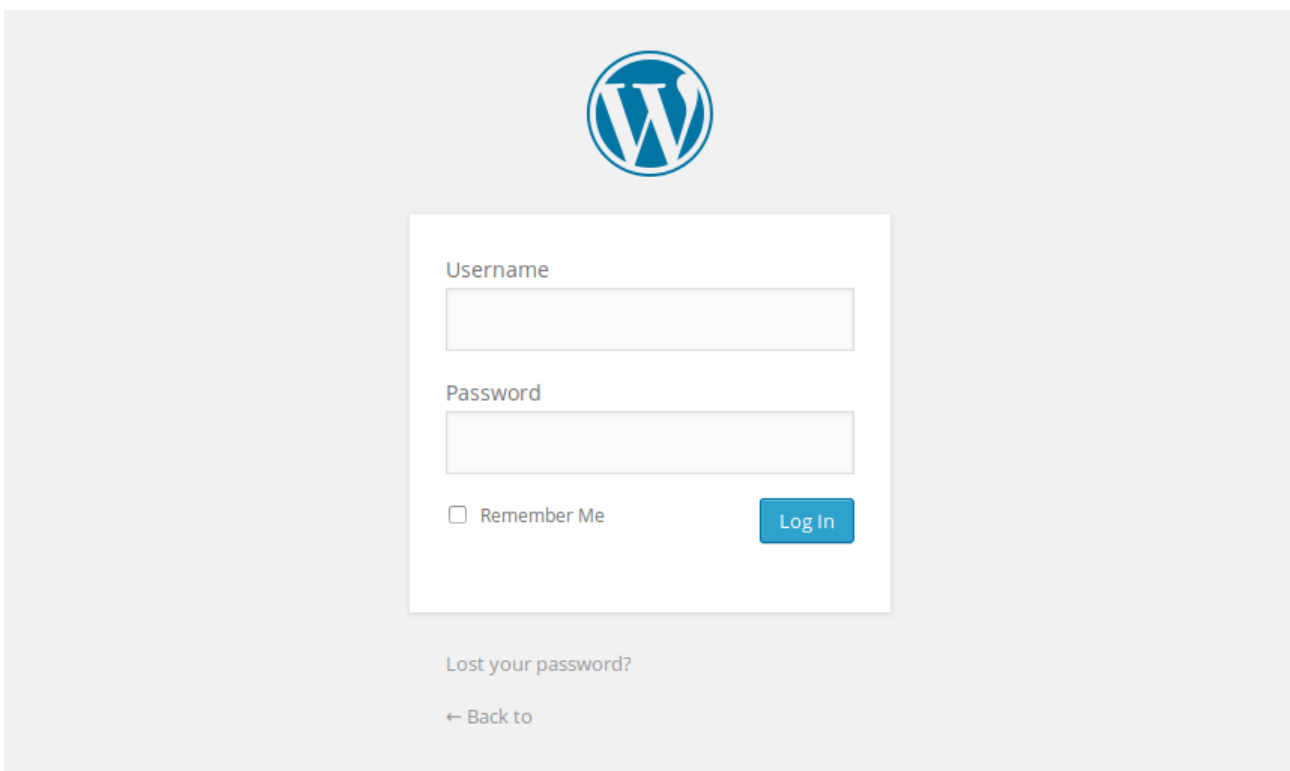 Username
Password
Remember Me
Log In
Lost your password?
← Back to